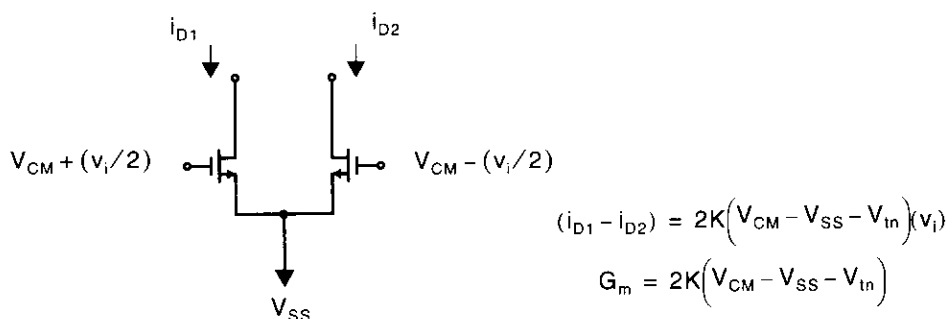 i_D1 i_D2
V_CM + (v_i/2) V_CM − (v_i/2)
V_SS
(i_D1 − i_D2) = 2K(V_CM − V_SS − V_tn)(v_i)
G_m = 2K(V_CM − V_SS − V_tn)